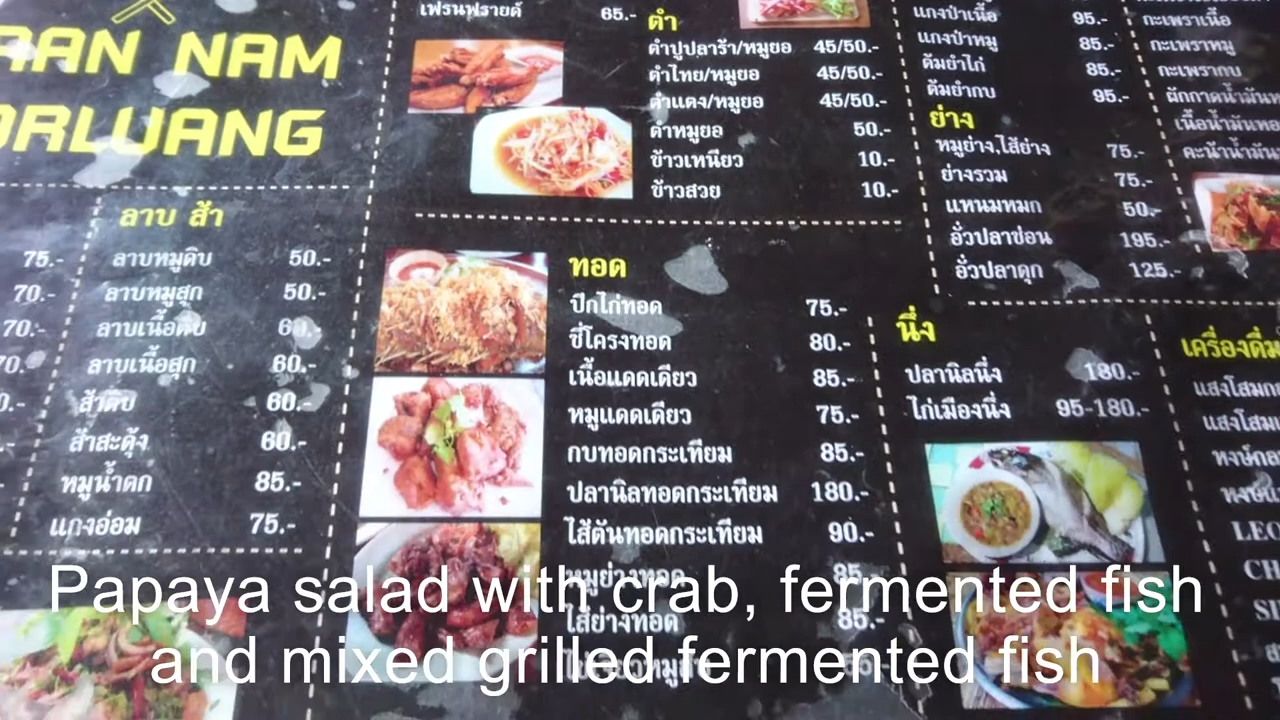 NAM
เฟรนฟรายด์ 65.-
ลาบ ส้า
ลาบหมูดิบ 50.-
ลาบหมูสุก 50.-
ลาบเนื้อดิบ
ลาบเนื้อสุก 60.-
ส้าดิบ 60.-
ส้าสะดุ้ง 60.-
หมูน้ำตก 85.-
แกงอ่อม 75.-
75.-
70.-
70.-
ตำ
ตำปูปลาร้า/หมูยอ 45/50.-
ตำไทย/หมูยอ 45/50.-
ตำแตง/หมูยอ 45/50.-
ตำหมูยอ 50.-
ข้าวเหนียว 10.-
ข้าวสวย 10.-
ทอด
ปีกไก่ทอด 75.-
ซี่โครงทอด 80.-
เนื้อแดดเดียว 85.-
หมูแดดเดียว 75.-
กบทอดกระเทียม 85.-
ปลานิลทอดกระเทียม 180.-
ไส้ตันทอดกระเทียม 90.-
หมูย่างทอด 85.-
ไส้ย่างทอด 85.-
แกงป่าเนื้อ 95.-
แกงป่าหมู 85.-
ต้มยำไก่ 85.-
ต้มยำกบ 95.-
ย่าง
หมูย่าง,ไส้ย่าง 75.-
ย่างรวม 75.-
แหนมหมก 50.-
อั่วปลาช่อน 195.-
อั่วปลาดุก 125.-
นึ่ง
ปลานิลนึ่ง 180.-
ไก่เมืองนึ่ง 95-180.-
กะเพราเนื้อ
กะเพราหมู
กะเพรากบ
เครื่องดื่ม
Papaya salad with crab, fermented fish
and mixed grilled fermented fish